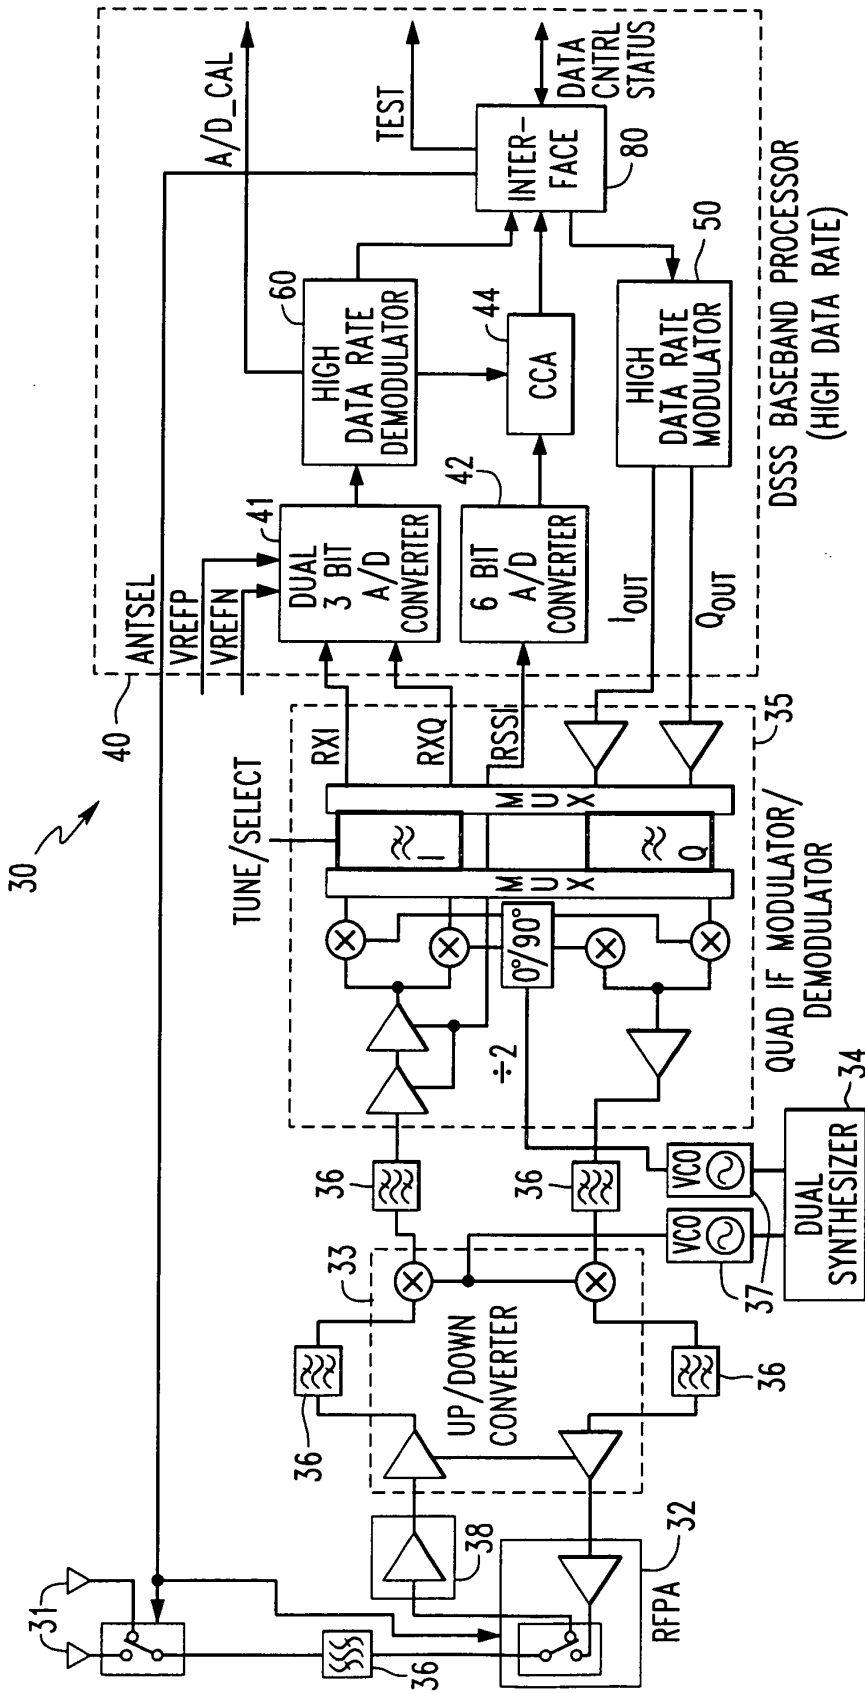 30
40
ANTSEL
VREFP
VREFN
A/D_CAL
TEST
DATA
CNTRL
STATUS
INTER-
FACE
80
60
HIGH
DATA RATE
DEMODULATOR
44
CCA
50
HIGH
DATA RATE
MODULATOR
41
DUAL
3 BIT
A/D
CONVERTER
42
6 BIT
A/D
CONVERTER
IOUT
QOUT
DSSS BASEBAND PROCESSOR
(HIGH DATA RATE)
TUNE/SELECT
RXI
RXQ
RSSI
MUX
I
Q
MUX
0°/90°
÷2
35
QUAD IF MODULATOR/
DEMODULATOR
36
36
33
UP/DOWN
CONVERTER
36
36
VCO
VCO
37
DUAL
SYNTHESIZER
34
38
32
RFPA
31
36